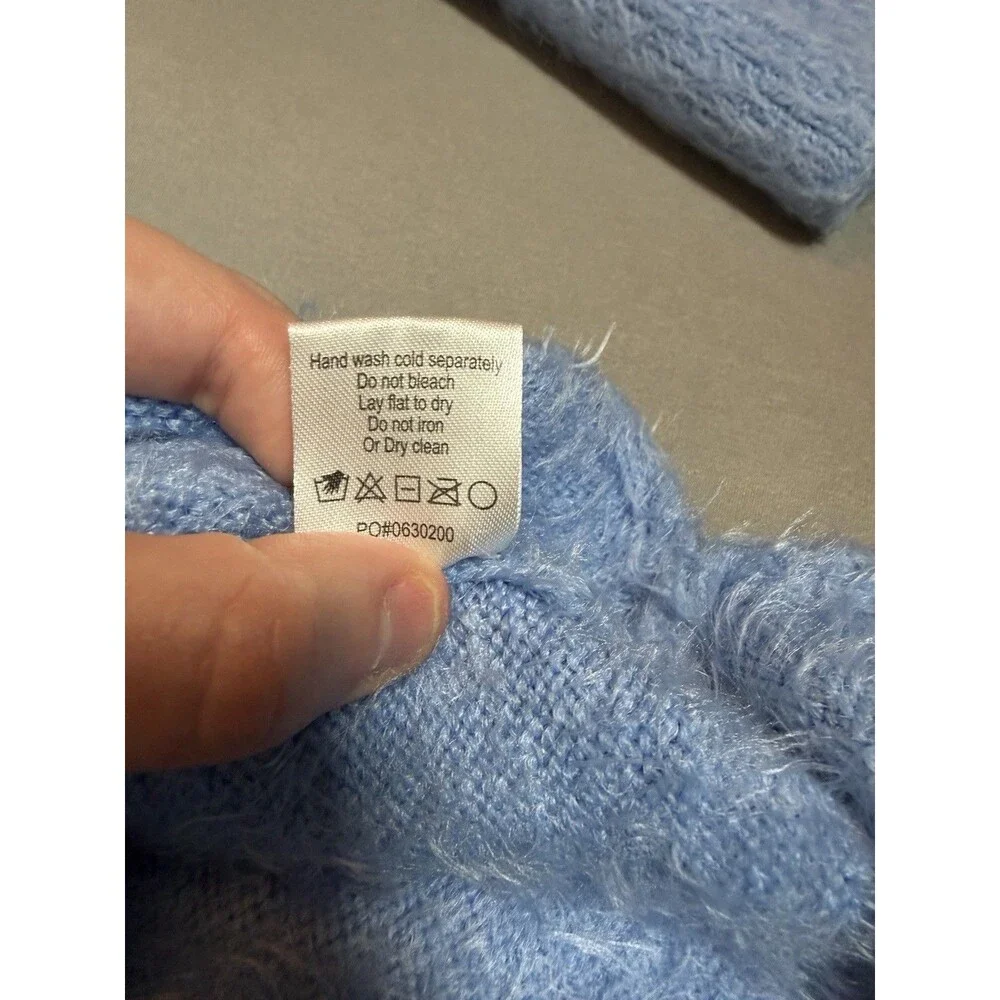 Hand wash cold separately
Do not bleach
Lay flat to dry
Do not iron
Or Dry clean
PO#0630200